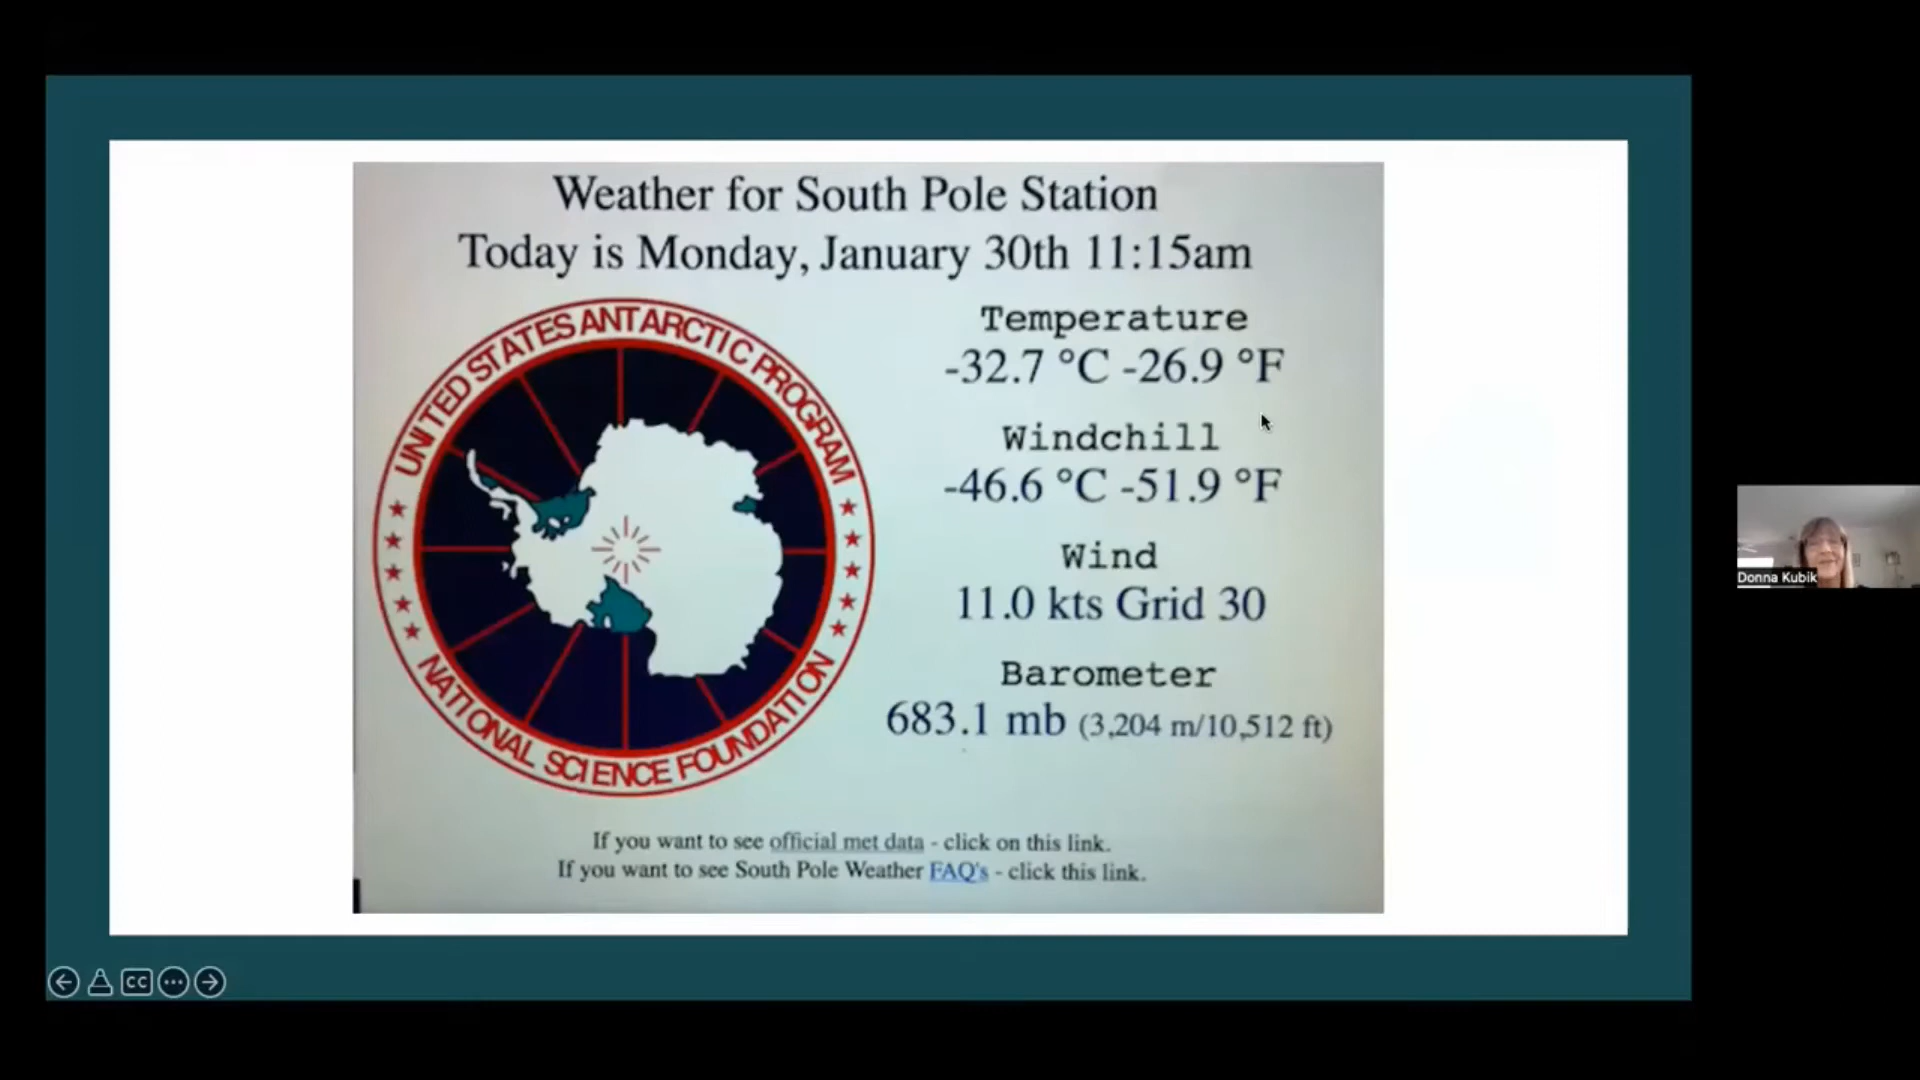 Weather for South Pole Station
Today is Monday, January 30th 11:15am
UNITED STATES ANTARCTIC PROGRAM
NATIONAL SCIENCE FOUNDATION
Temperature
-32.7 °C -26.9 °F
Windchill
-46.6 °C -51.9 °F
Wind
11.0 kts Grid 30
Barometer
683.1 mb (3,204 m/10,512 ft)
If you want to see official met data - click on this link.
If you want to see South Pole Weather FAQ's - click this link.
CC
Donna Kubik